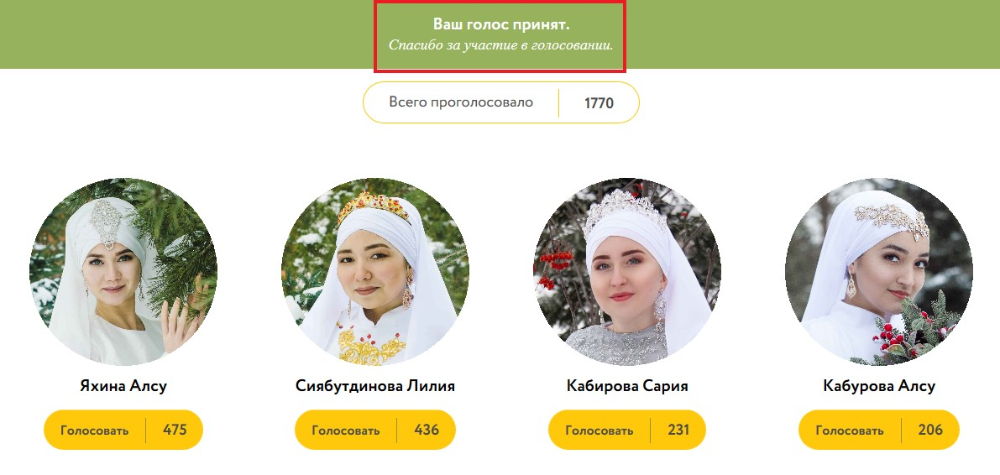 Ваш голос принят.
Спасибо за участие в голосовании.
Всего проголосовало 1770
Яхина Алсу
Сиябутдинова Лилия
Кабирова Сария
Кабурова Алсу
Голосовать 475
Голосовать 436
Голосовать 231
Голосовать 206